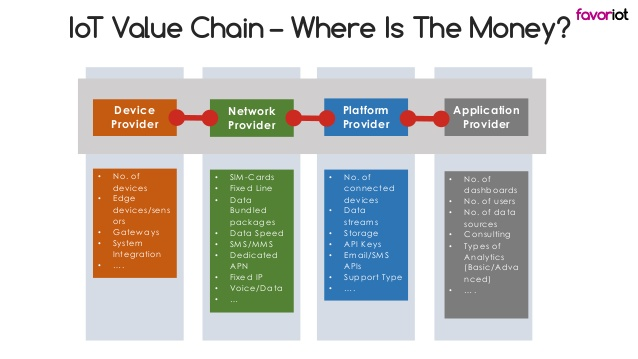 favoriot
IoT Value Chain – Where Is The Money?
Device
Provider
Network
Provider
Platform
Provider
Application
Provider
• No. of
devices
• Edge
devices/sens
ors
• Gateways
• System
Integration
• ….
• SIM-Cards
• Fixed Line
• Data
Bundled
packages
• Data Speed
• SMS/MMS
• Dedicated
APN
• Fixed IP
• Voice/Data
• …
• No. of
connected
devices
• Data
streams
• Storage
• API Keys
• Email/SMS
APIs
• Support Type
• ….
• No. of
dashboards
• No. of users
• No. of data
sources
• Consulting
• Types of
Analytics
(Basic/Adva
nced)
• ….